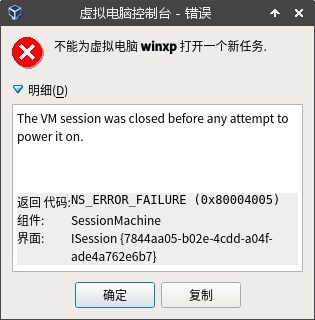 虚拟电脑控制台 - 错误
不能为虚拟电脑 winxp 打开一个新任务.
明细(D)
The VM session was closed before any attempt to
power it on.
返回 代码:NS_ERROR_FAILURE (0x80004005)
组件: SessionMachine
界面: ISession {7844aa05-b02e-4cdd-a04f-
ade4a762e6b7}
确定 复制